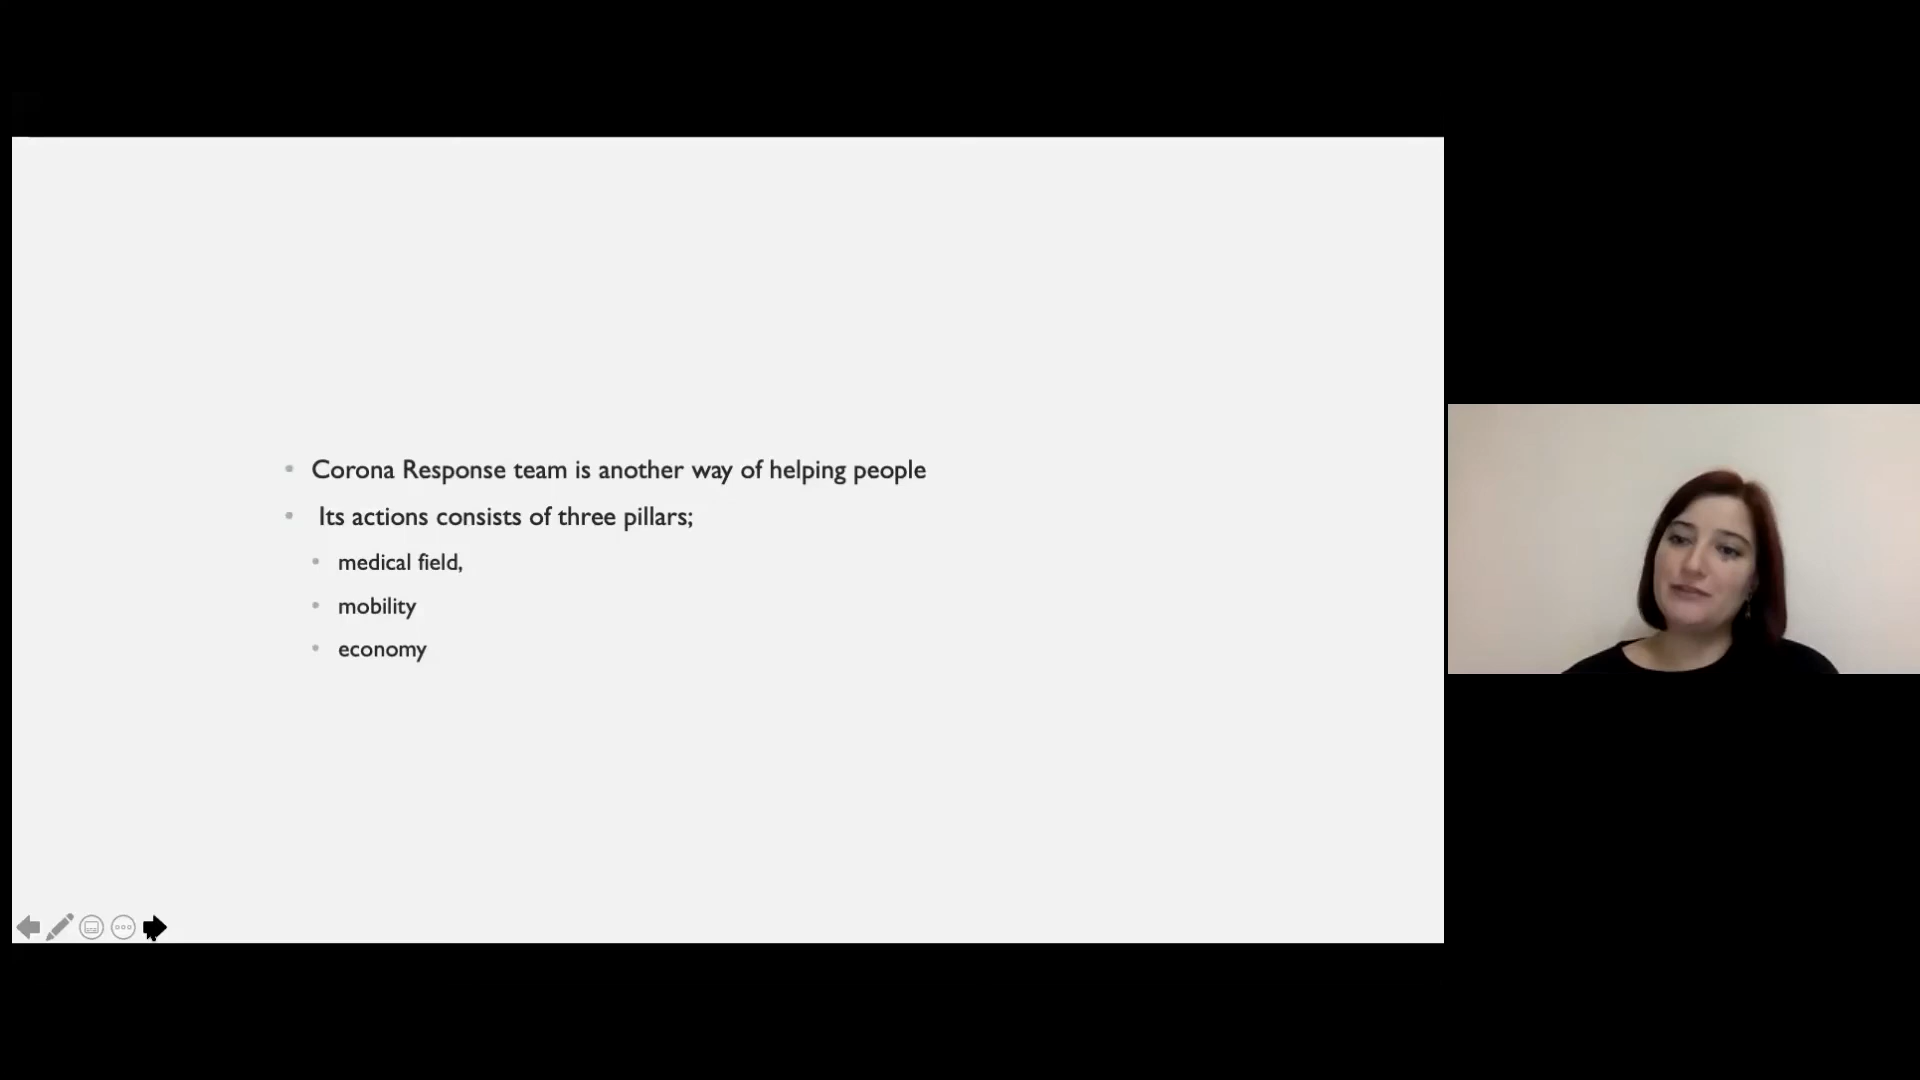 Corona Response team is another way of helping people
Its actions consists of three pillars;
medical field,
mobility
economy